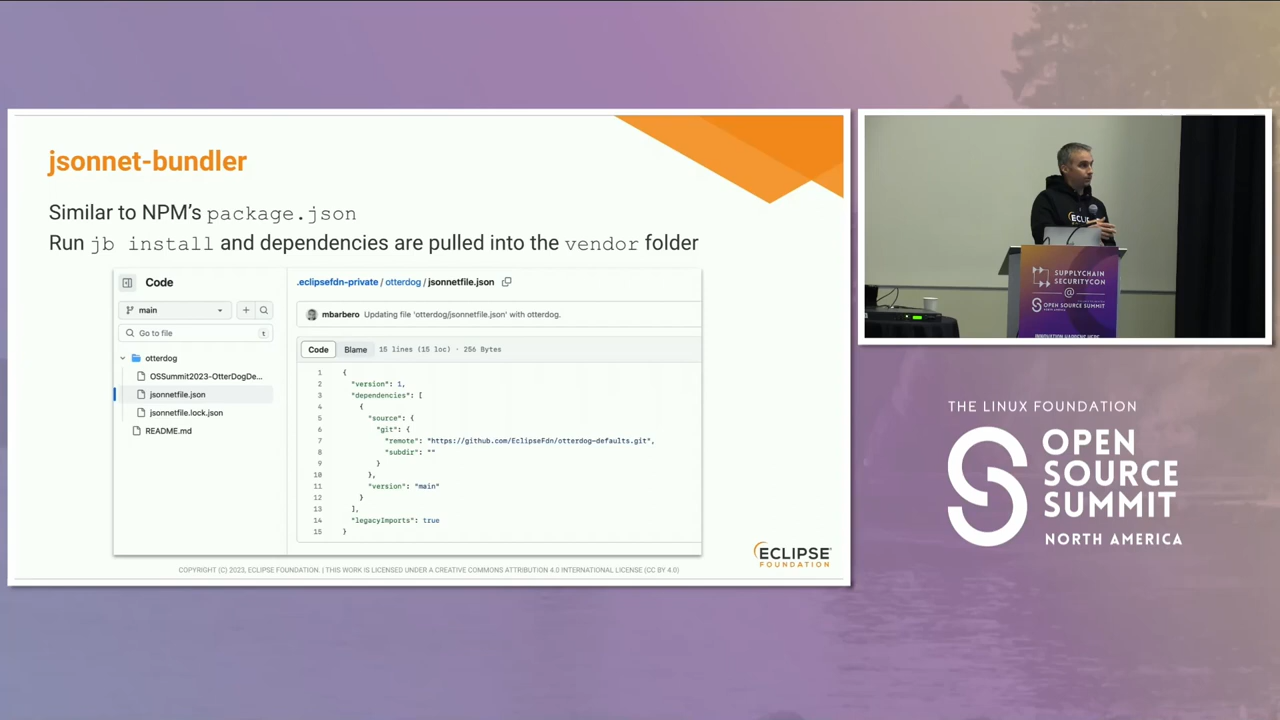 jsonnet-bundler
Similar to NPM's package.json
Run jb install and dependencies are pulled into the vendor folder
Code
main
Go to file
t
otterdog
OSSummit2023-OtterDogDe...
jsonnetfile.json
jsonnetfile.lock.json
README.md
.eclipsefdn-private / otterdog / jsonnetfile.json
mbarbero Updating file 'otterdog/jsonnetfile.json' with otterdog.
Code Blame 15 lines (15 loc) · 256 Bytes
1 {
2 "version": 1,
3 "dependencies": [
4 {
5 "source": {
6 "git": {
7 "remote": "https://github.com/EclipseFdn/otterdog-defaults.git",
8 "subdir": ""
9 }
10 },
11 "version": "main"
12 }
13 ],
14 "legacyImports": true
15 }
ECLIPSE
FOUNDATION
COPYRIGHT (C) 2023, ECLIPSE FOUNDATION. | THIS WORK IS LICENSED UNDER A CREATIVE COMMONS ATTRIBUTION 4.0 INTERNATIONAL LICENSE (CC BY 4.0)
ECLI
SUPPLYCHAIN
SECURITYCON
@
OPEN SOURCE SUMMIT
NORTH AMERICA
INNOVATION HAPPENS HERE
THE LINUX FOUNDATION
OPEN
SOURCE
SUMMIT
NORTH AMERICA